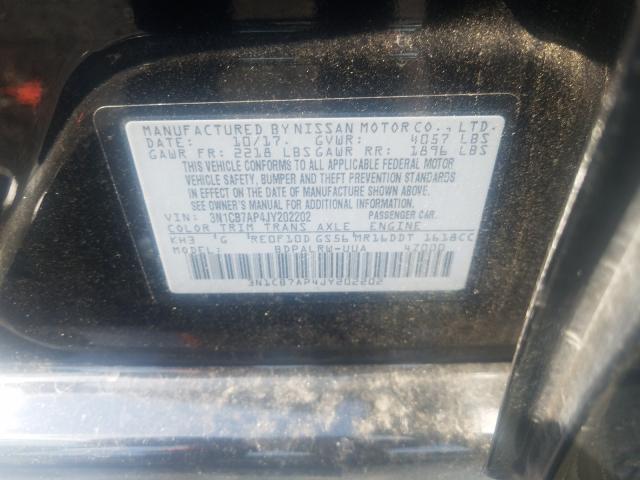 MANUFACTURED BY NISSAN MOTOR CO., LTD.
DATE: 10/17. GVWR: 4057 LBS
GAWR FR: 2218 LBS GAWR RR: 1896 LBS
THIS VEHICLE CONFORMS TO ALL APPLICABLE FEDERAL MOTOR
VEHICLE SAFETY, BUMPER AND THEFT PREVENTION STANDARDS
IN EFFECT ON THE DATE OF MANUFACTURE SHOWN ABOVE.
SEE OWNER'S MANUAL FOR ADDITIONAL INFORMATION.
VIN: 3N1CB7AP4JY202202 PASSENGER CAR.
COLOR TRIM TRANS AXLE ENGINE
KH3 G RE0F10D GS56 MR16DDT 1618CC
MODEL: BDPALRW-UUA 47000
3N1CB7AP4JY202202